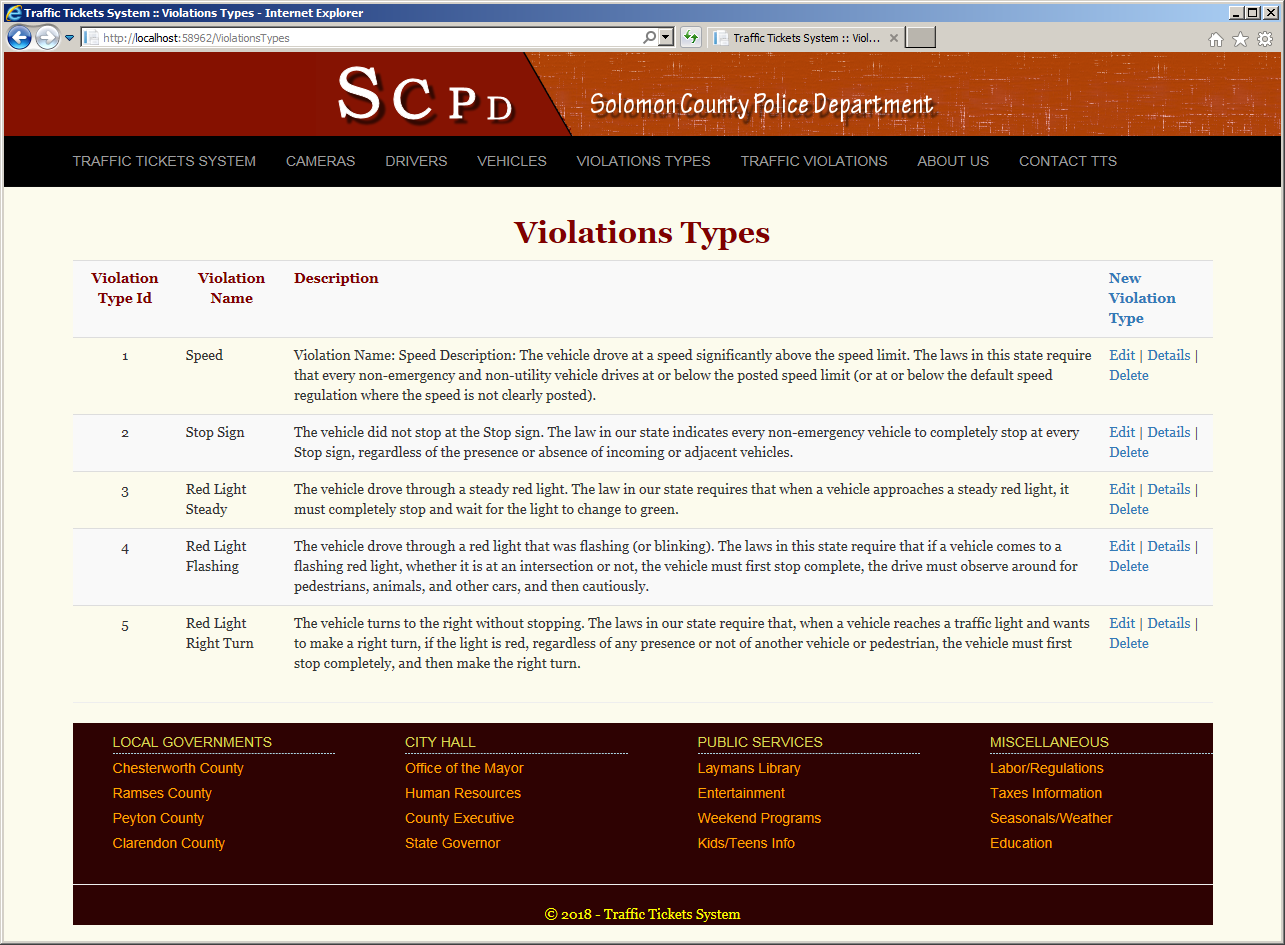 Traffic Tickets System :: Violations Types - Internet Explorer
http://localhost:58962/ViolationsTypes
Traffic Tickets System :: Viol...
SCPD
Solomon County Police Department
TRAFFIC TICKETS SYSTEM CAMERAS DRIVERS VEHICLES VIOLATIONS TYPES TRAFFIC VIOLATIONS ABOUT US CONTACT TTS
Violations Types
Violation Type Id
Violation Name
Description
New Violation Type
1
Speed
Violation Name: Speed Description: The vehicle drove at a speed significantly above the speed limit. The laws in this state require
that every non-emergency and non-utility vehicle drives at or below the posted speed limit (or at or below the default speed
regulation where the speed is not clearly posted).
Edit | Details |
Delete
2
Stop Sign
The vehicle did not stop at the Stop sign. The law in our state indicates every non-emergency vehicle to completely stop at every
Stop sign, regardless of the presence or absence of incoming or adjacent vehicles.
Edit | Details |
Delete
3
Red Light
Steady
The vehicle drove through a steady red light. The law in our state requires that when a vehicle approaches a steady red light, it
must completely stop and wait for the light to change to green.
Edit | Details |
Delete
4
Red Light
Flashing
The vehicle drove through a red light that was flashing (or blinking). The laws in this state require that if a vehicle comes to a
flashing red light, whether it is at an intersection or not, the vehicle must first stop complete, the drive must observe around for
pedestrians, animals, and other cars, and then cautiously.
Edit | Details |
Delete
5
Red Light
Right Turn
The vehicle turns to the right without stopping. The laws in our state require that, when a vehicle reaches a traffic light and wants
to make a right turn, if the light is red, regardless of any presence or not of another vehicle or pedestrian, the vehicle must first
stop completely, and then make the right turn.
Edit | Details |
Delete
LOCAL GOVERNMENTS
Chesterworth County
Ramses County
Peyton County
Clarendon County
CITY HALL
Office of the Mayor
Human Resources
County Executive
State Governor
PUBLIC SERVICES
Laymans Library
Entertainment
Weekend Programs
Kids/Teens Info
MISCELLANEOUS
Labor/Regulations
Taxes Information
Seasonals/Weather
Education
© 2018 - Traffic Tickets System